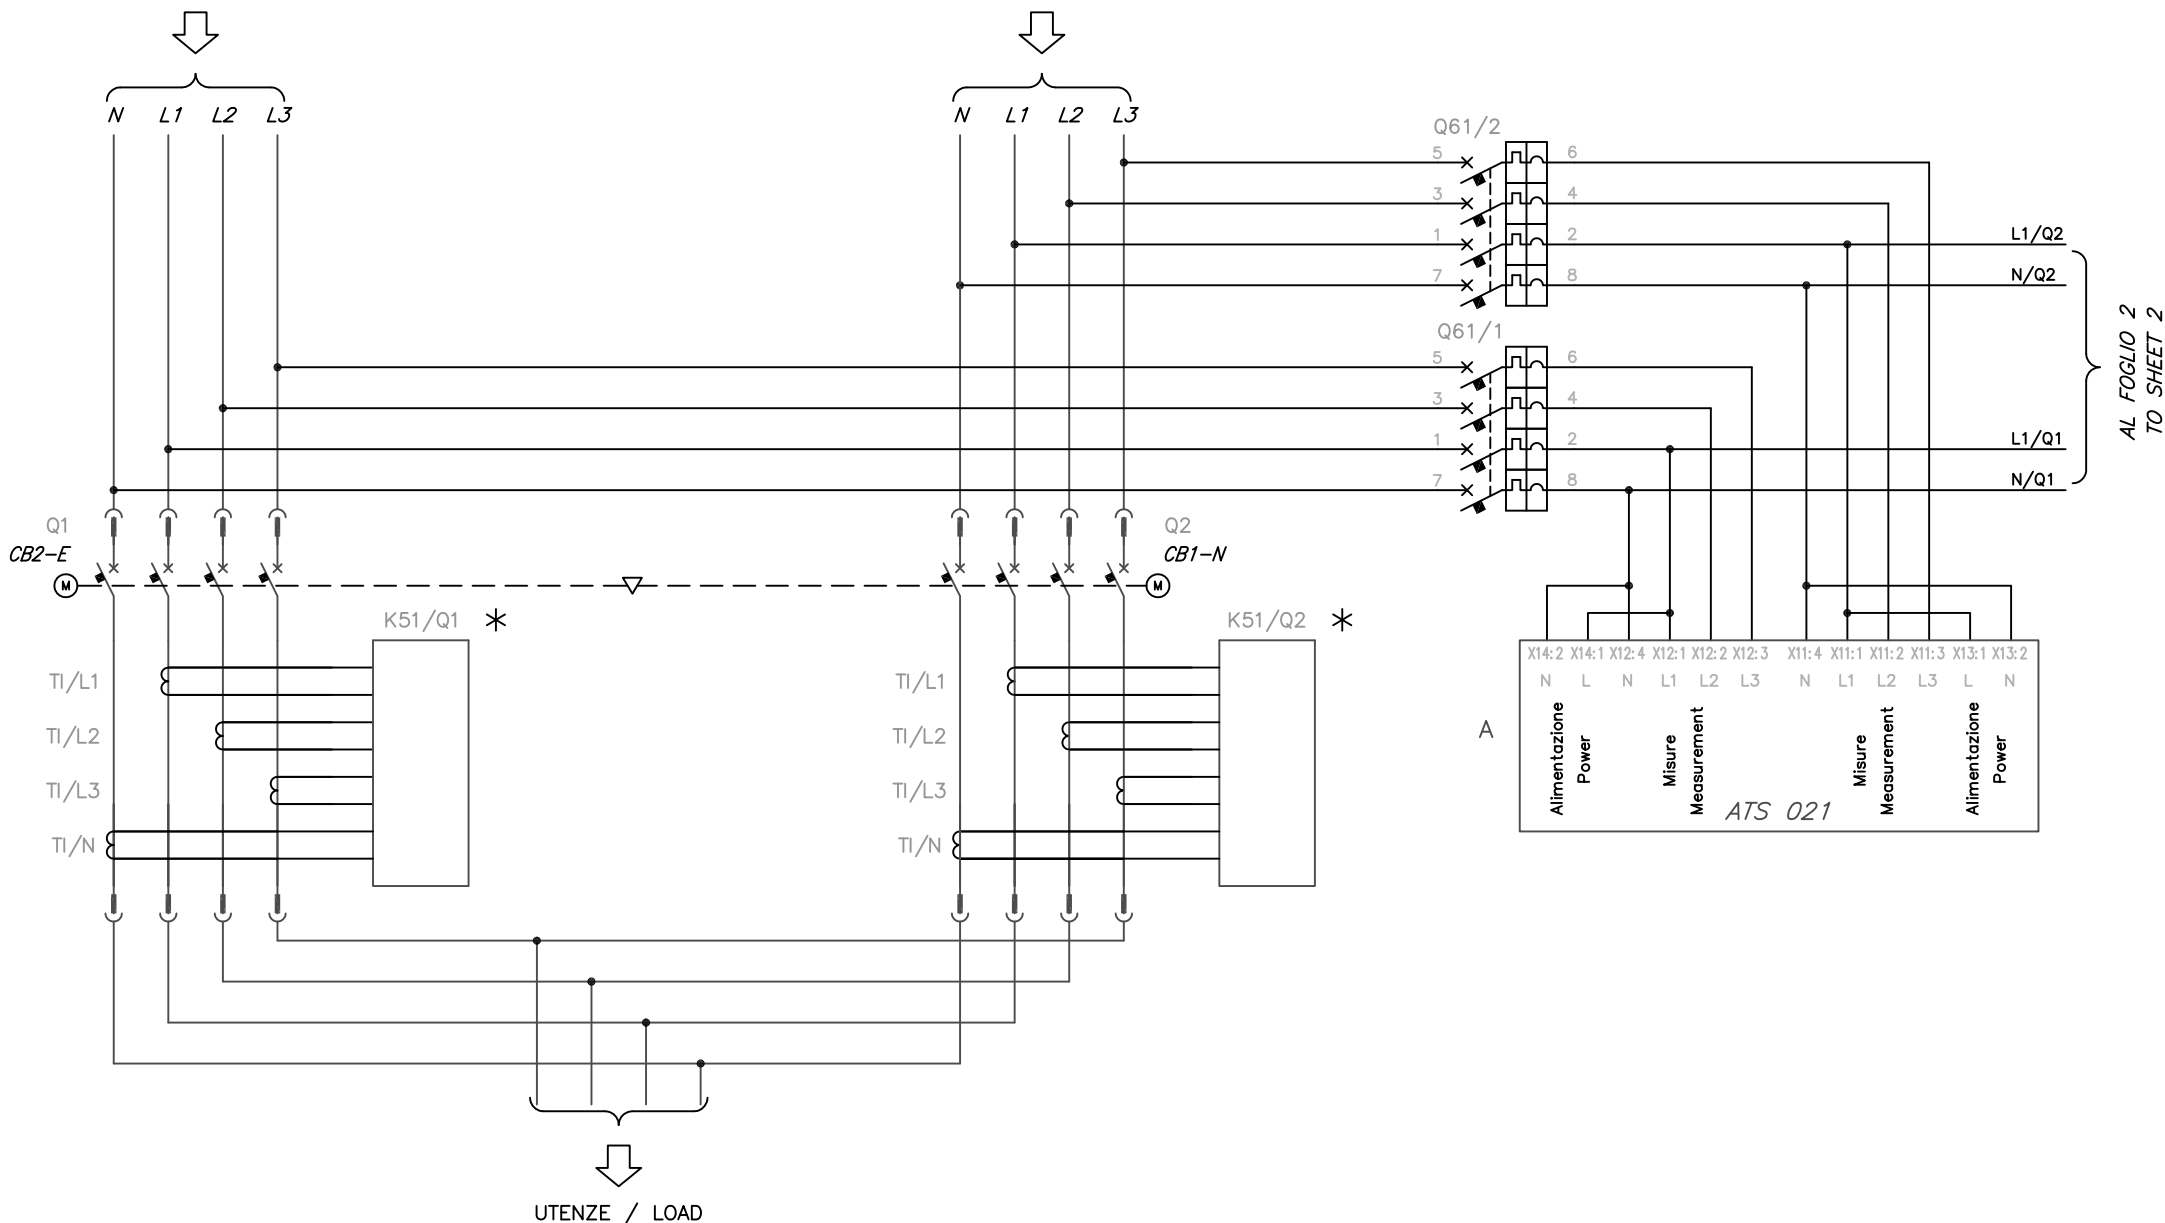 N L1 L2 L3
N L1 L2 L3
Q61/2
5 6
3 4
1 2
L1/Q2
7 8
N/Q2
Q61/1
5 6
3 4
1 2
L1/Q1
7 8
N/Q1
AL FOGLIO 2
TO SHEET 2
Q1
CB2-E
M
Q2
CB1-N
M
K51/Q1 *
K51/Q2 *
TI/L1
TI/L2
TI/L3
TI/N
TI/L1
TI/L2
TI/L3
TI/N
X14:2 X14:1 X12:4 X12:1 X12:2 X12:3 X11:4 X11:1 X11:2 X11:3 X13:1 X13:2
N L N L1 L2 L3 N L1 L2 L3 L N
A
Alimentazione
Power
Misure
Measurement
Misure
Measurement
Alimentazione
Power
ATS 021
UTENZE / LOAD